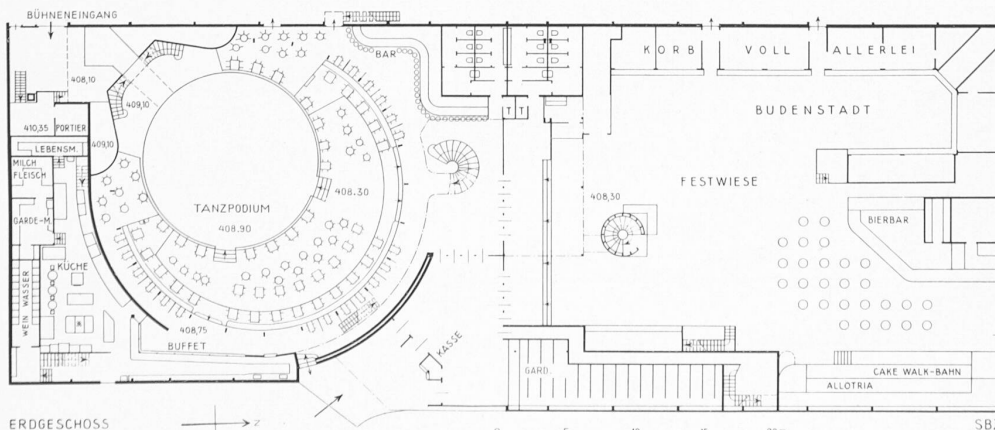 BÜHNENEINGANG
408,10
409,10
410,35 PORTIER
409,10
LEBENSM.
MILCH
FLEISCH
GARDE-M.
KÜCHE
WEIN WASSER
TANZPODIUM
408.90
408.30
408,75
BUFFET
BAR
T T
KASSE
GARD.
KORB VOLL ALLERLEI
BUDENSTADT
FESTWIESE
408,30
BIERBAR
CAKE WALK-BAHN
ALLOTRIA
ERDGESCHOSS
Z